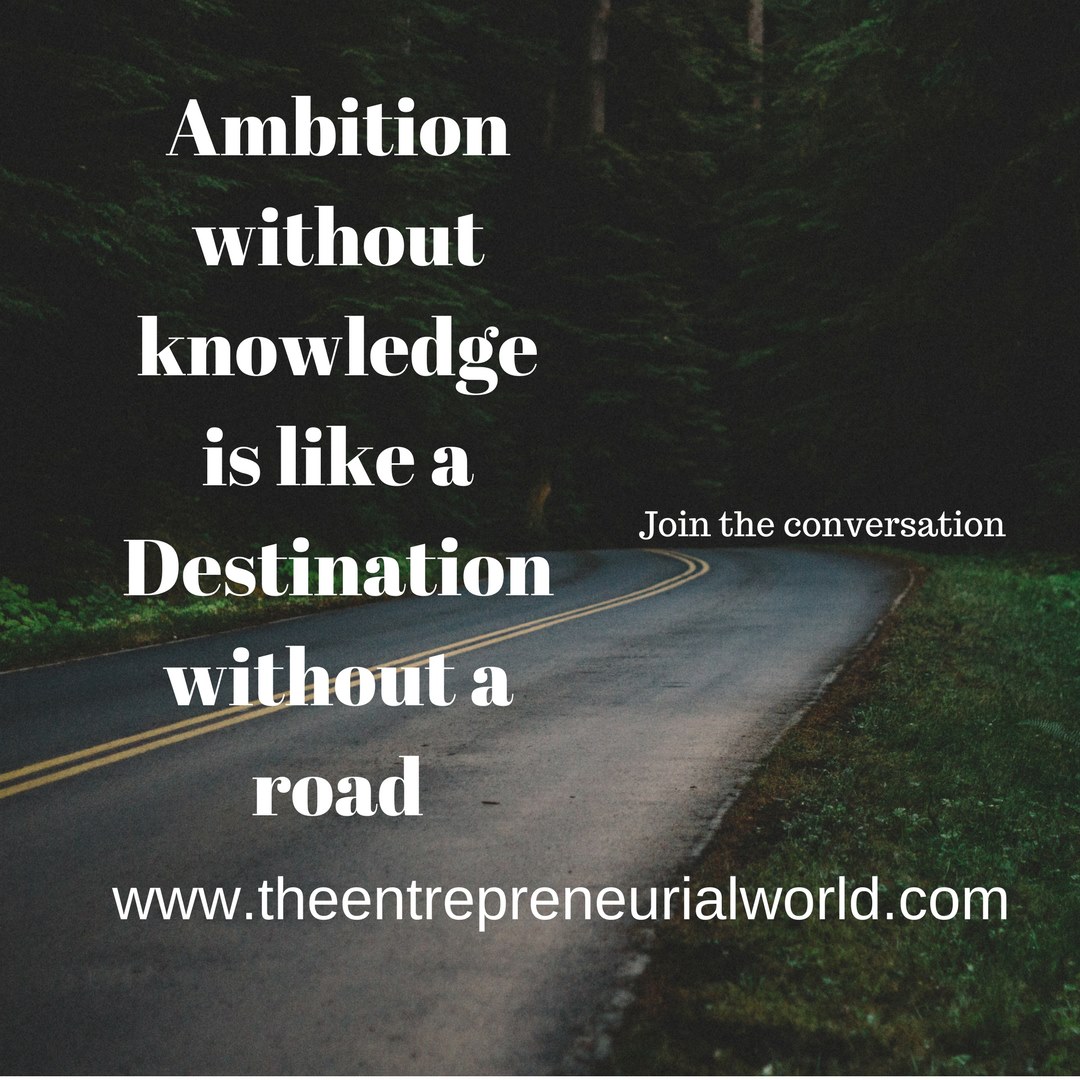 Ambition
without
knowledge
is like a
Destination
without a
road
Join the conversation
www.theentrepreneurialworld.com